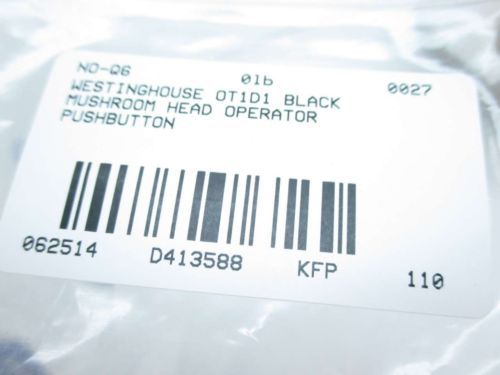 NO-Q6 01b 0027
WESTINGHOUSE OT1D1 BLACK
MUSHROOM HEAD OPERATOR
PUSHBUTTON
062514 D413588 KFP 110